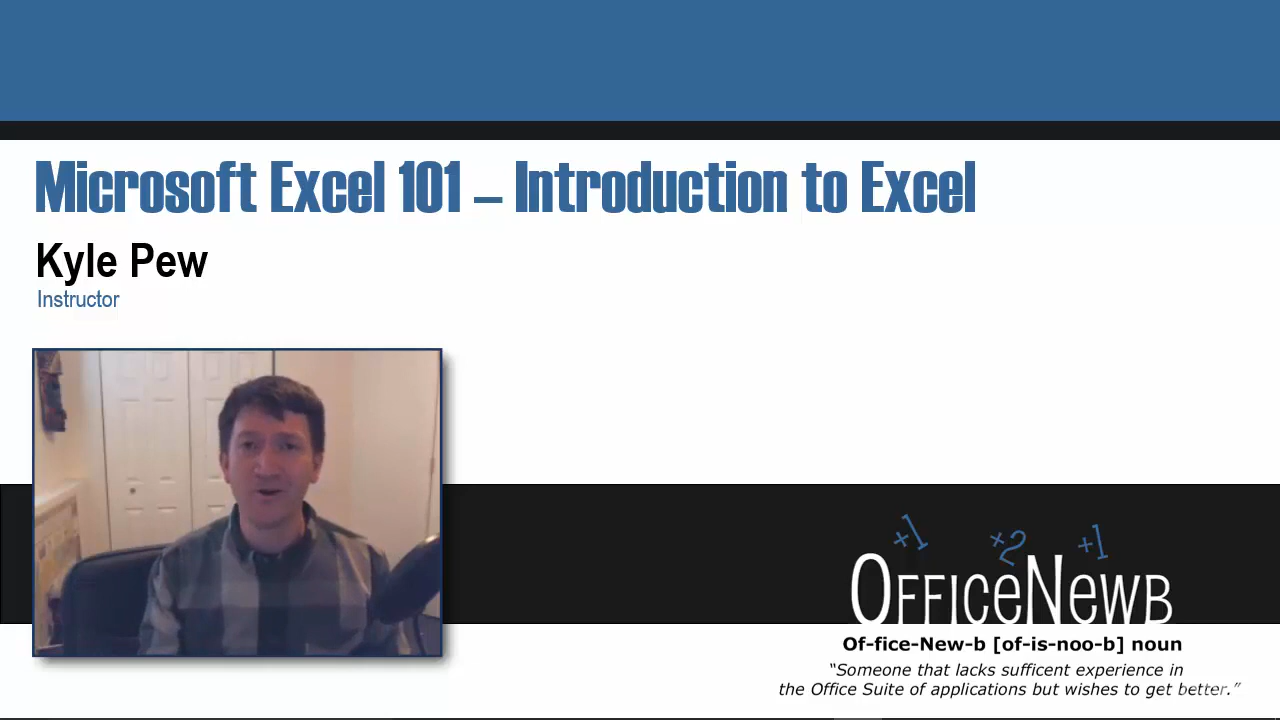 Microsoft Excel 101 – Introduction to Excel
Kyle Pew
Instructor
+1 +2 +1
OFFICENEWB
Of-fice-New-b [of-is-noo-b] noun
“Someone that lacks sufficent experience in
the Office Suite of applications but wishes to get better.”